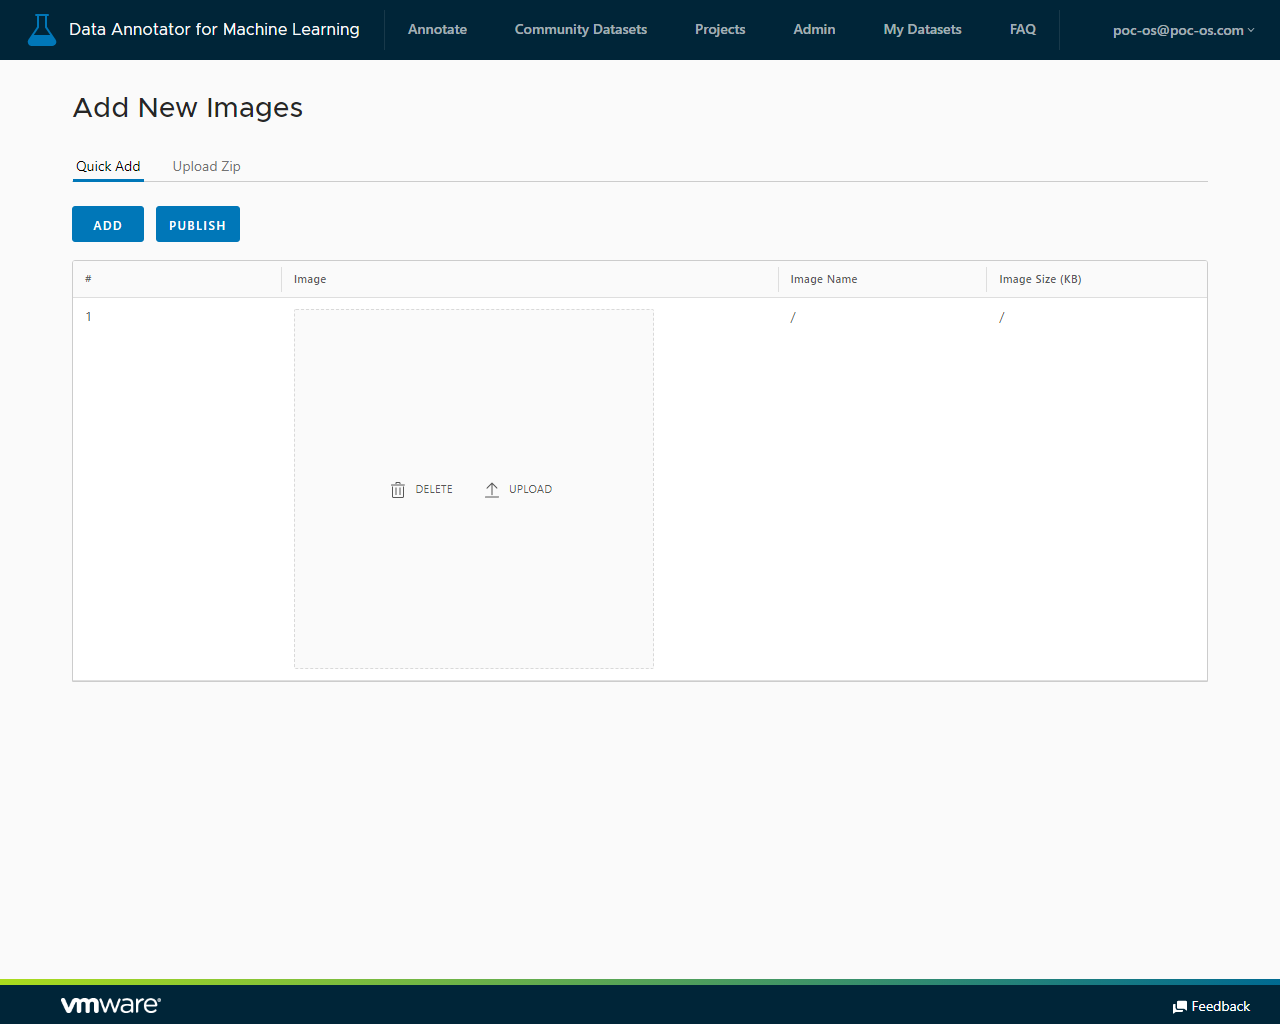 Data Annotator for Machine Learning
Annotate
Community Datasets
Projects
Admin
My Datasets
FAQ
poc-os@poc-os.com
Add New Images
Quick Add
Upload Zip
ADD
PUBLISH
#
Image
Image Name
Image Size (KB)
1
/
/
DELETE
UPLOAD
vmware®
Feedback